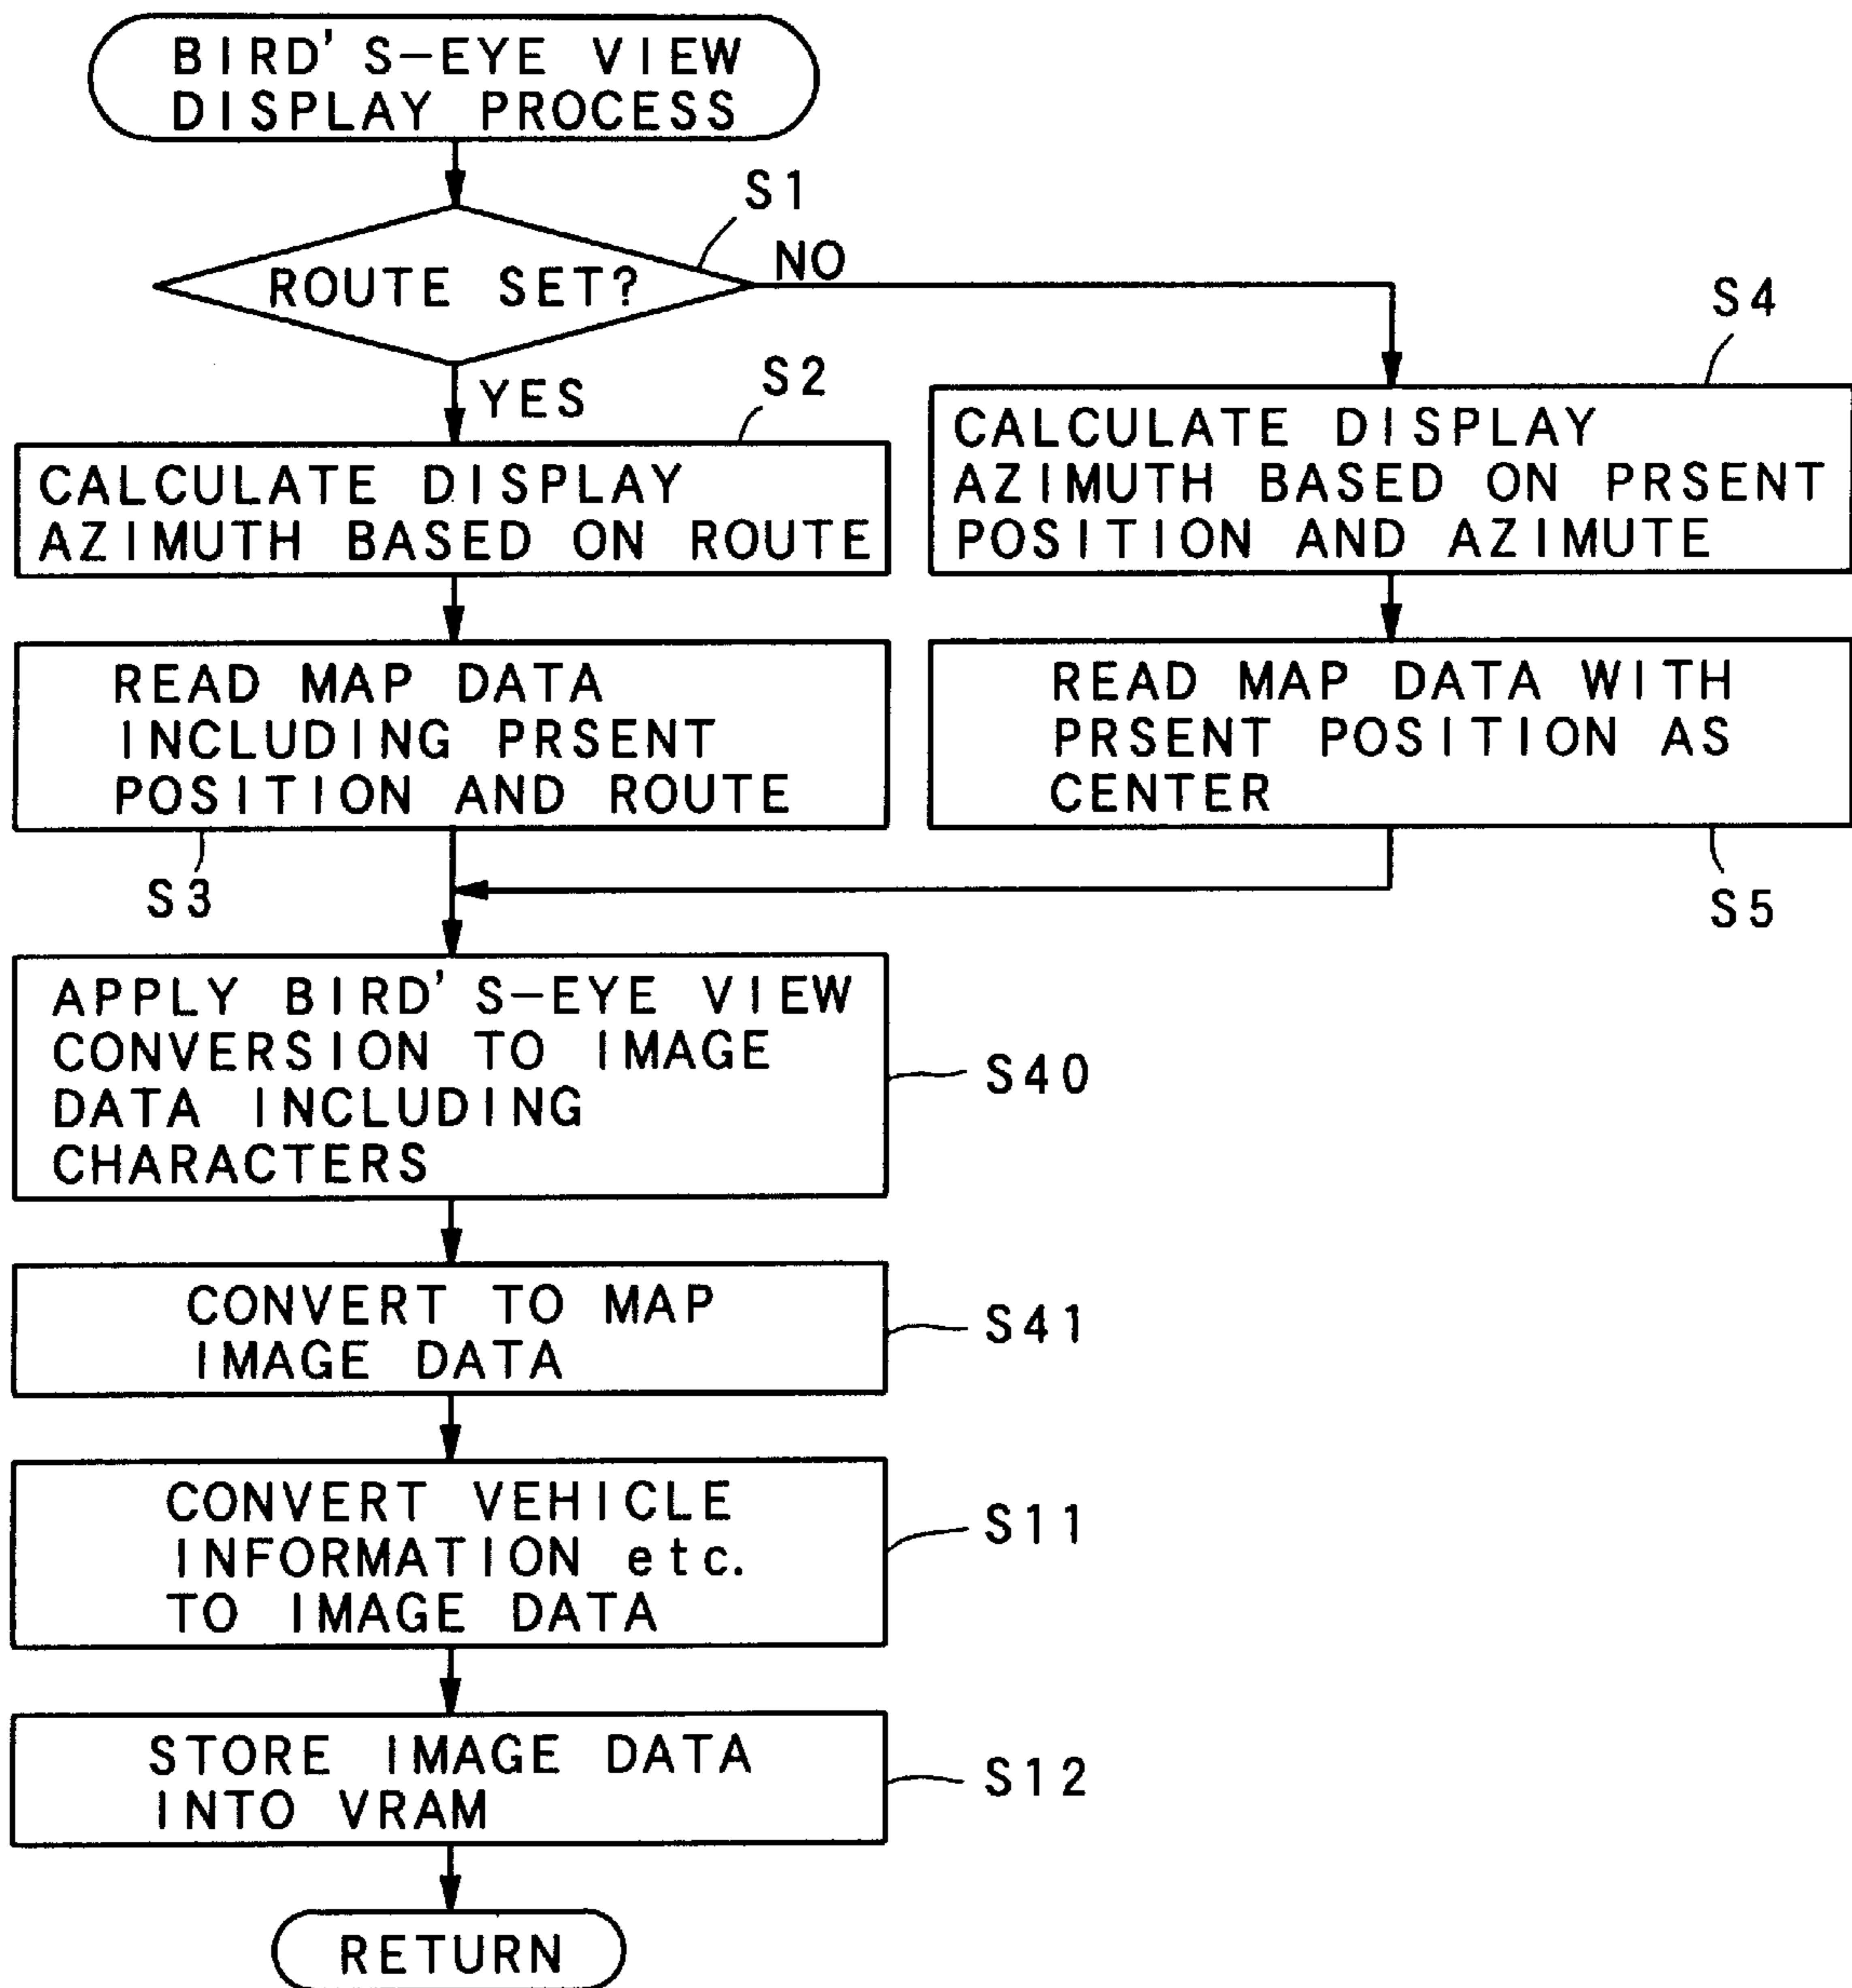 BIRD'S-EYE VIEW
DISPLAY PROCESS
S1
ROUTE SET?
NO
YES
S2
CALCULATE DISPLAY
AZIMUTH BASED ON ROUTE
S4
CALCULATE DISPLAY
AZIMUTH BASED ON PRSENT
POSITION AND AZIMUTE
READ MAP DATA
INCLUDING PRSENT
POSITION AND ROUTE
S3
READ MAP DATA WITH
PRSENT POSITION AS
CENTER
S5
APPLY BIRD'S-EYE VIEW
CONVERSION TO IMAGE
DATA INCLUDING
CHARACTERS
S40
CONVERT TO MAP
IMAGE DATA
S41
CONVERT VEHICLE
INFORMATION etc.
TO IMAGE DATA
S11
STORE IMAGE DATA
INTO VRAM
S12
RETURN